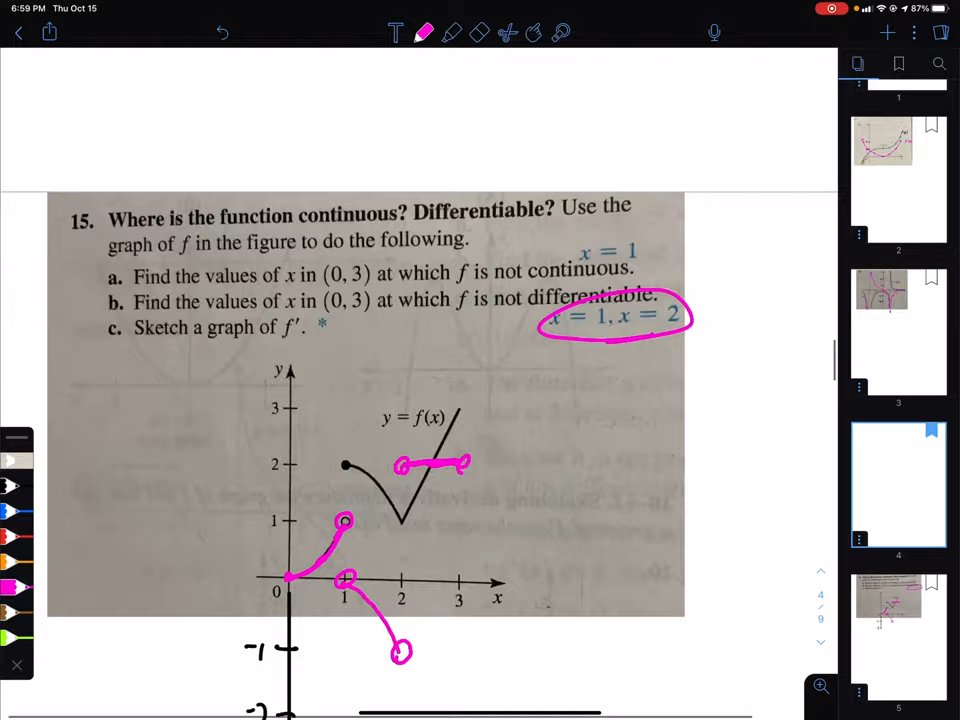 6:59 PM Thu Oct 15
87%
T
15. Where is the function continuous? Differentiable? Use the
graph of f in the figure to do the following.
x = 1
a. Find the values of x in (0, 3) at which f is not continuous.
b. Find the values of x in (0, 3) at which f is not differentiable.
x = 1, x = 2
c. Sketch a graph of f′. *
y
3
y = f(x)
2
1
0 1 2 3 x
-1
-2
1
2
3
4
5
4
/
9